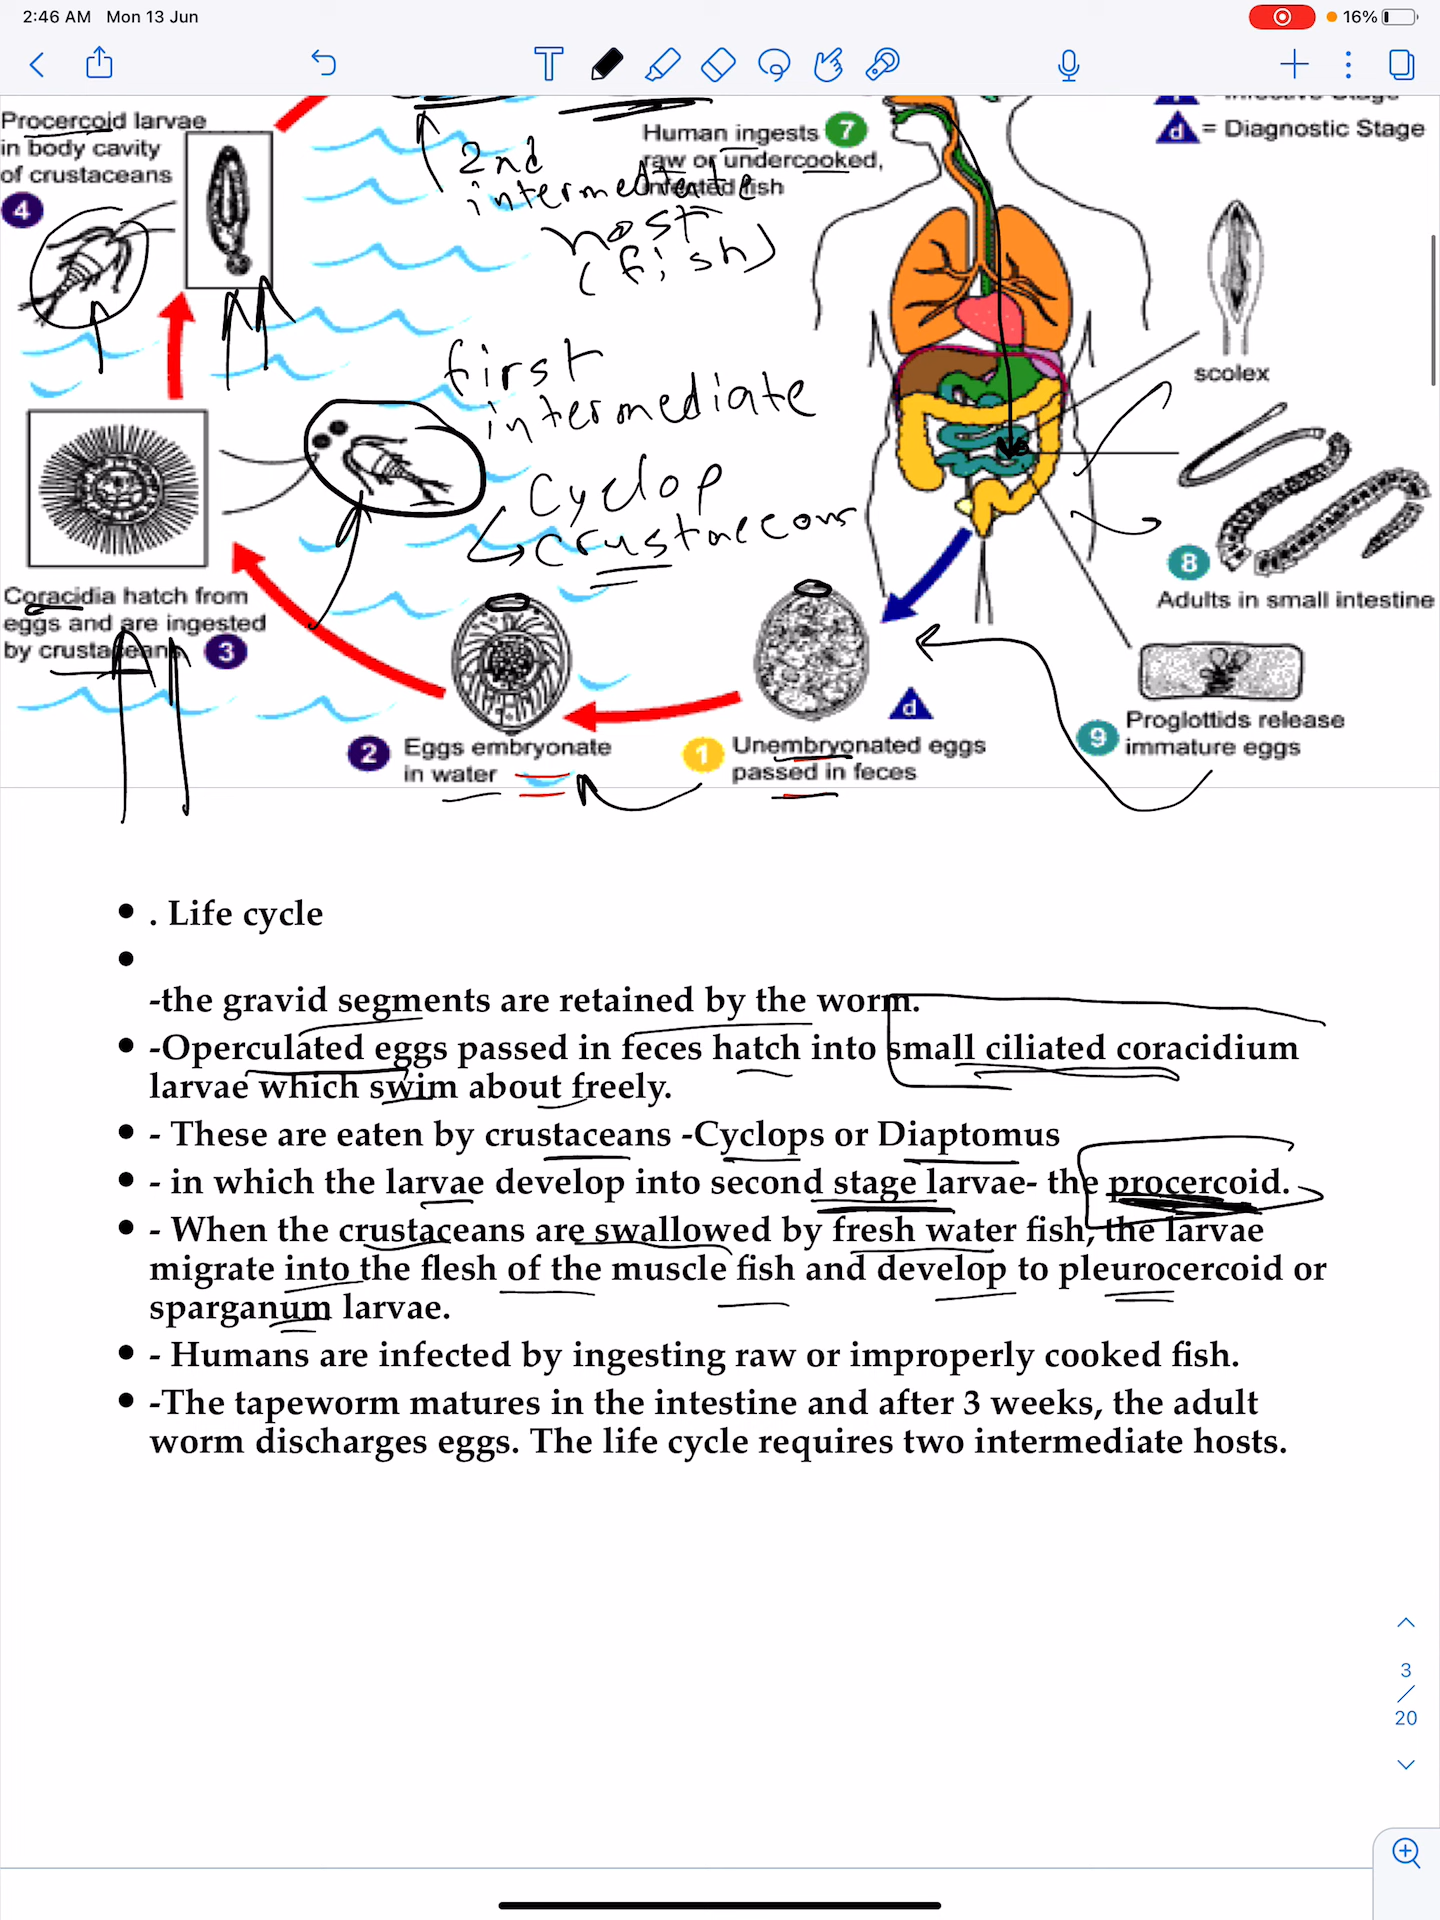 2:46 AM Mon 13 Jun
16%
Procercoid larvae
in body cavity
of crustaceans
4
2nd
intermediate
host
(fish)
Human ingests 7
raw or undercooked,
infected fish
= Infective Stage
d = Diagnostic Stage
scolex
first
intermediate
Cyclop
crustaecons
8
Adults in small intestine
Coracidia hatch from
eggs and are ingested
by crustaceans 3
2 Eggs embryonate
in water
1 Unembryonated eggs
passed in feces
d
9 Proglottids release
immature eggs
• . Life cycle
•
-the gravid segments are retained by the worm.
• -Operculated eggs passed in feces hatch into small ciliated coracidium
larvae which swim about freely.
• - These are eaten by crustaceans -Cyclops or Diaptomus
• - in which the larvae develop into second stage larvae- the procercoid.
• - When the crustaceans are swallowed by fresh water fish, the larvae
migrate into the flesh of the muscle fish and develop to pleurocercoid or
sparganum larvae.
• - Humans are infected by ingesting raw or improperly cooked fish.
• -The tapeworm matures in the intestine and after 3 weeks, the adult
worm discharges eggs. The life cycle requires two intermediate hosts.
3
/
20